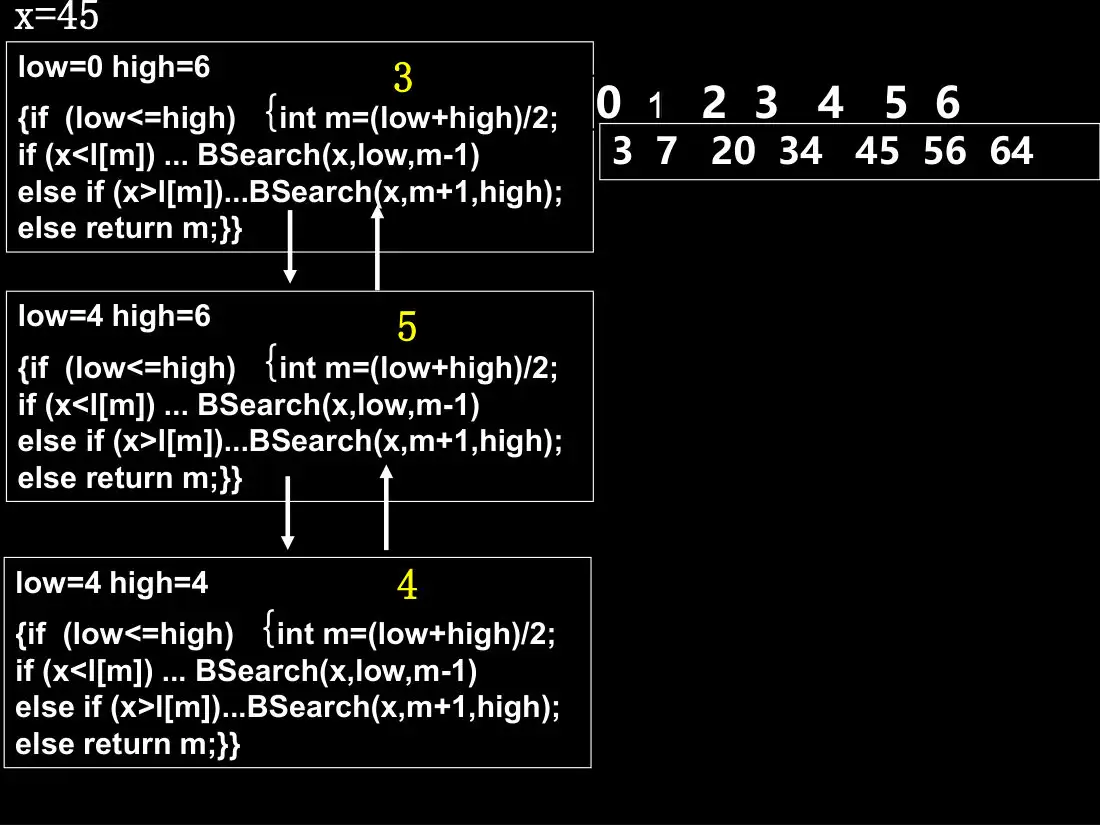 x=45
low=0 high=6
3
{if (low<=high) {int m=(low+high)/2;
if (x<l[m]) ... BSearch(x,low,m-1)
else if (x>l[m])...BSearch(x,m+1,high);
else return m;}}
0 1 2 3 4 5 6
3 7 20 34 45 56 64
low=4 high=6
5
{if (low<=high) {int m=(low+high)/2;
if (x<l[m]) ... BSearch(x,low,m-1)
else if (x>l[m])...BSearch(x,m+1,high);
else return m;}}
low=4 high=4
4
{if (low<=high) {int m=(low+high)/2;
if (x<l[m]) ... BSearch(x,low,m-1)
else if (x>l[m])...BSearch(x,m+1,high);
else return m;}}